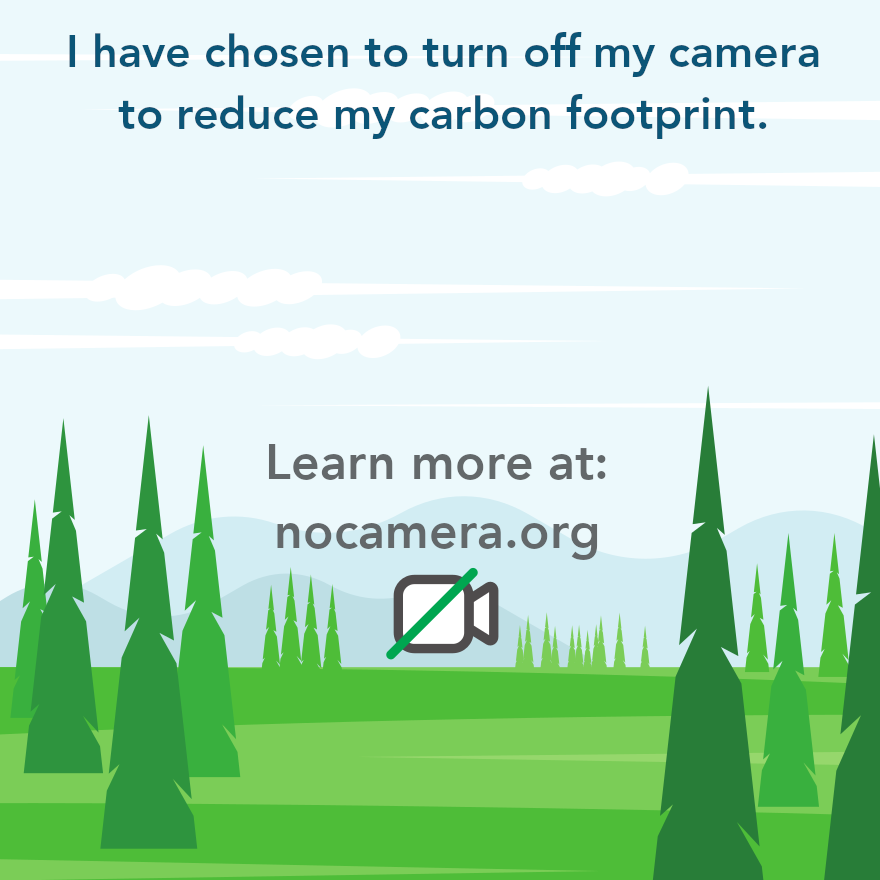 I have chosen to turn off my camera
to reduce my carbon footprint.
Learn more at:
nocamera.org